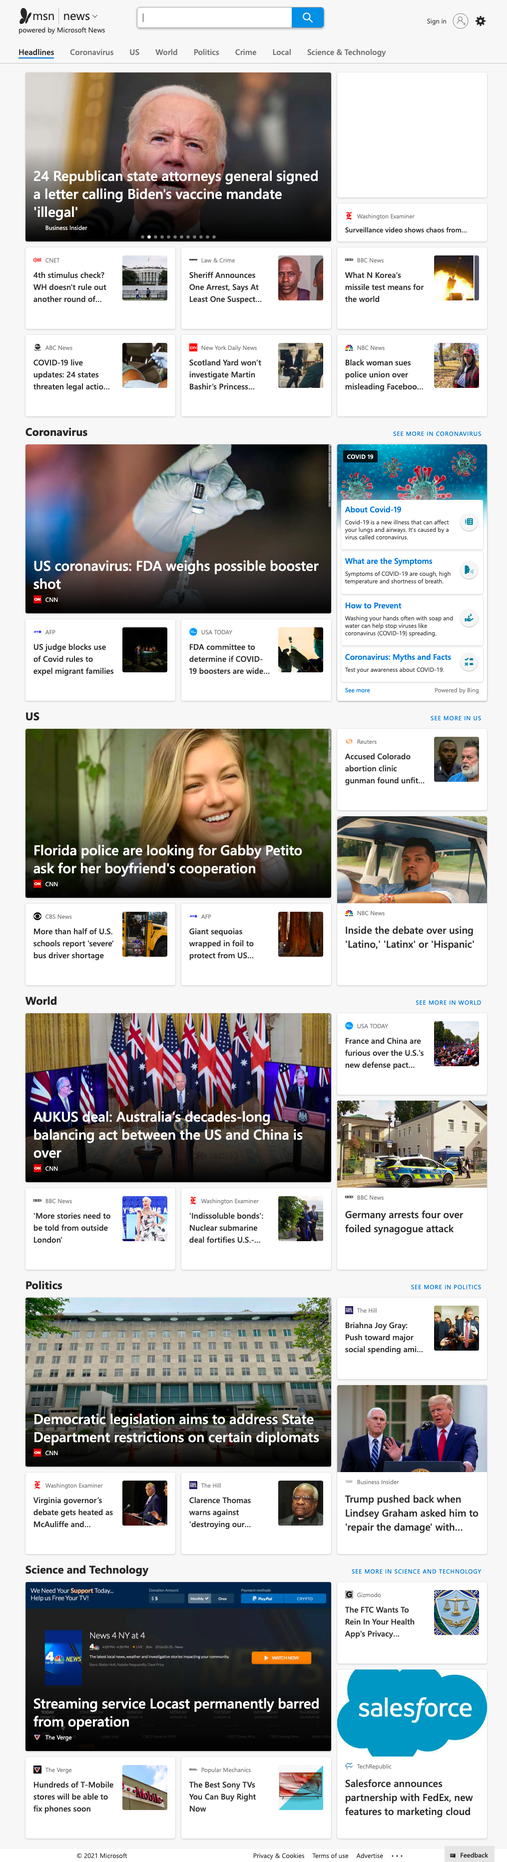 msn news
powered by Microsoft News
Sign in
Headlines Coronavirus US World Politics Crime Local Science & Technology
24 Republican state attorneys general signed
a letter calling Biden's vaccine mandate
'illegal'
Business Insider
Washington Examiner
Surveillance video shows chaos from...
CNET
4th stimulus check?
WH doesn't rule out
another round of...
Law & Crime
Sheriff Announces
One Arrest, Says At
Least One Suspect...
BBC News
What N Korea's
missile test means for
the world
ABC News
COVID-19 live
updates: 24 states
threaten legal actio...
New York Daily News
Scotland Yard won't
investigate Martin
Bashir's Princess...
NBC News
Black woman sues
police union over
misleading Faceboo...
Coronavirus
SEE MORE IN CORONAVIRUS
US coronavirus: FDA weighs possible booster
shot
CNN
COVID 19
About Covid-19
Covid-19 is a new illness that can affect
your lungs and airways. It's caused by a
virus called coronavirus.
What are the Symptoms
Symptoms of COVID-19 are cough, high
temperature and shortness of breath.
How to Prevent
Washing your hands often with soap and
water can help stop viruses like
coronavirus (COVID-19) spreading.
Coronavirus: Myths and Facts
Test your awareness about COVID-19.
See more
Powered by Bing
AFP
US judge blocks use
of Covid rules to
expel migrant families
USA TODAY
FDA committee to
determine if COVID-
19 boosters are wide...
US
SEE MORE IN US
Florida police are looking for Gabby Petito
ask for her boyfriend's cooperation
CNN
Reuters
Accused Colorado
abortion clinic
gunman found unfit...
CBS News
More than half of U.S.
schools report 'severe'
bus driver shortage
AFP
Giant sequoias
wrapped in foil to
protect from US...
NBC News
Inside the debate over using
'Latino,' 'Latinx' or 'Hispanic'
World
SEE MORE IN WORLD
AUKUS deal: Australia's decades-long
balancing act between the US and China is
over
CNN
USA TODAY
France and China are
furious over the U.S.'s
new defense pact...
BBC News
'More stories need to
be told from outside
London'
Washington Examiner
'Indissoluble bonds':
Nuclear submarine
deal fortifies U.S.-...
BBC News
Germany arrests four over
foiled synagogue attack
Politics
SEE MORE IN POLITICS
Democratic legislation aims to address State
Department restrictions on certain diplomats
CNN
The Hill
Briahna Joy Gray:
Push toward major
social spending ami...
Washington Examiner
Virginia governor's
debate gets heated as
McAuliffe and...
The Hill
Clarence Thomas
warns against
'destroying our...
Business Insider
Trump pushed back when
Lindsey Graham asked him to
'repair the damage' with...
Science and Technology
SEE MORE IN SCIENCE AND TECHNOLOGY
We Need Your Support Today...
Help us Free Your TV!
Donation Amount
Payment methods
$ 5
Monthly
Once
PayPal
CRYPTO
4 NEWS
News 4 NY at 4
The latest local news, weather and investigative stories impacting your community.
WATCH NOW
Streaming service Locast permanently barred
from operation
The Verge
Gizmodo
The FTC Wants To
Rein In Your Health
App's Privacy...
salesforce
The Verge
Hundreds of T-Mobile
stores will be able to
fix phones soon
Popular Mechanics
The Best Sony TVs
You Can Buy Right
Now
TechRepublic
Salesforce announces
partnership with FedEx, new
features to marketing cloud
© 2021 Microsoft
Privacy & Cookies Terms of use Advertise
Feedback